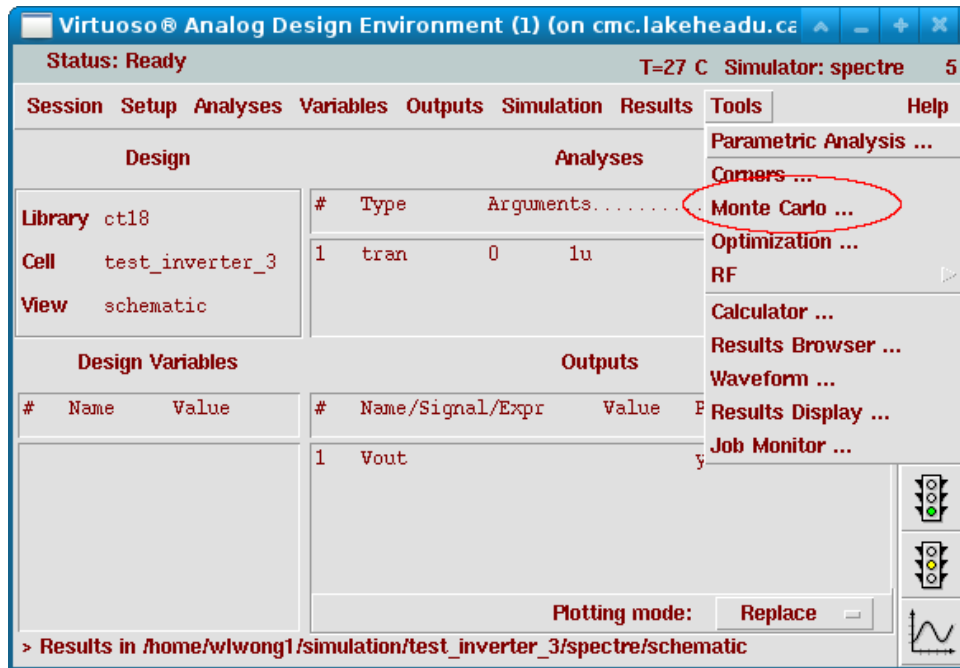 Virtuoso® Analog Design Environment (1) (on cmc.lakeheadu.ca
Status: Ready T=27 C Simulator: spectre 5
Session Setup Analyses Variables Outputs Simulation Results Tools Help
Design
Library ct18
Cell test_inverter_3
View schematic
Analyses
# Type Arguments..........
1 tran 0 1u
Parametric Analysis ...
Corners ...
Monte Carlo ...
Optimization ...
RF
Calculator ...
Results Browser ...
Waveform ...
Results Display ...
Job Monitor ...
Design Variables
# Name Value
Outputs
# Name/Signal/Expr Value P
1 Vout y
Plotting mode: Replace
> Results in /home/wlwong1/simulation/test_inverter_3/spectre/schematic